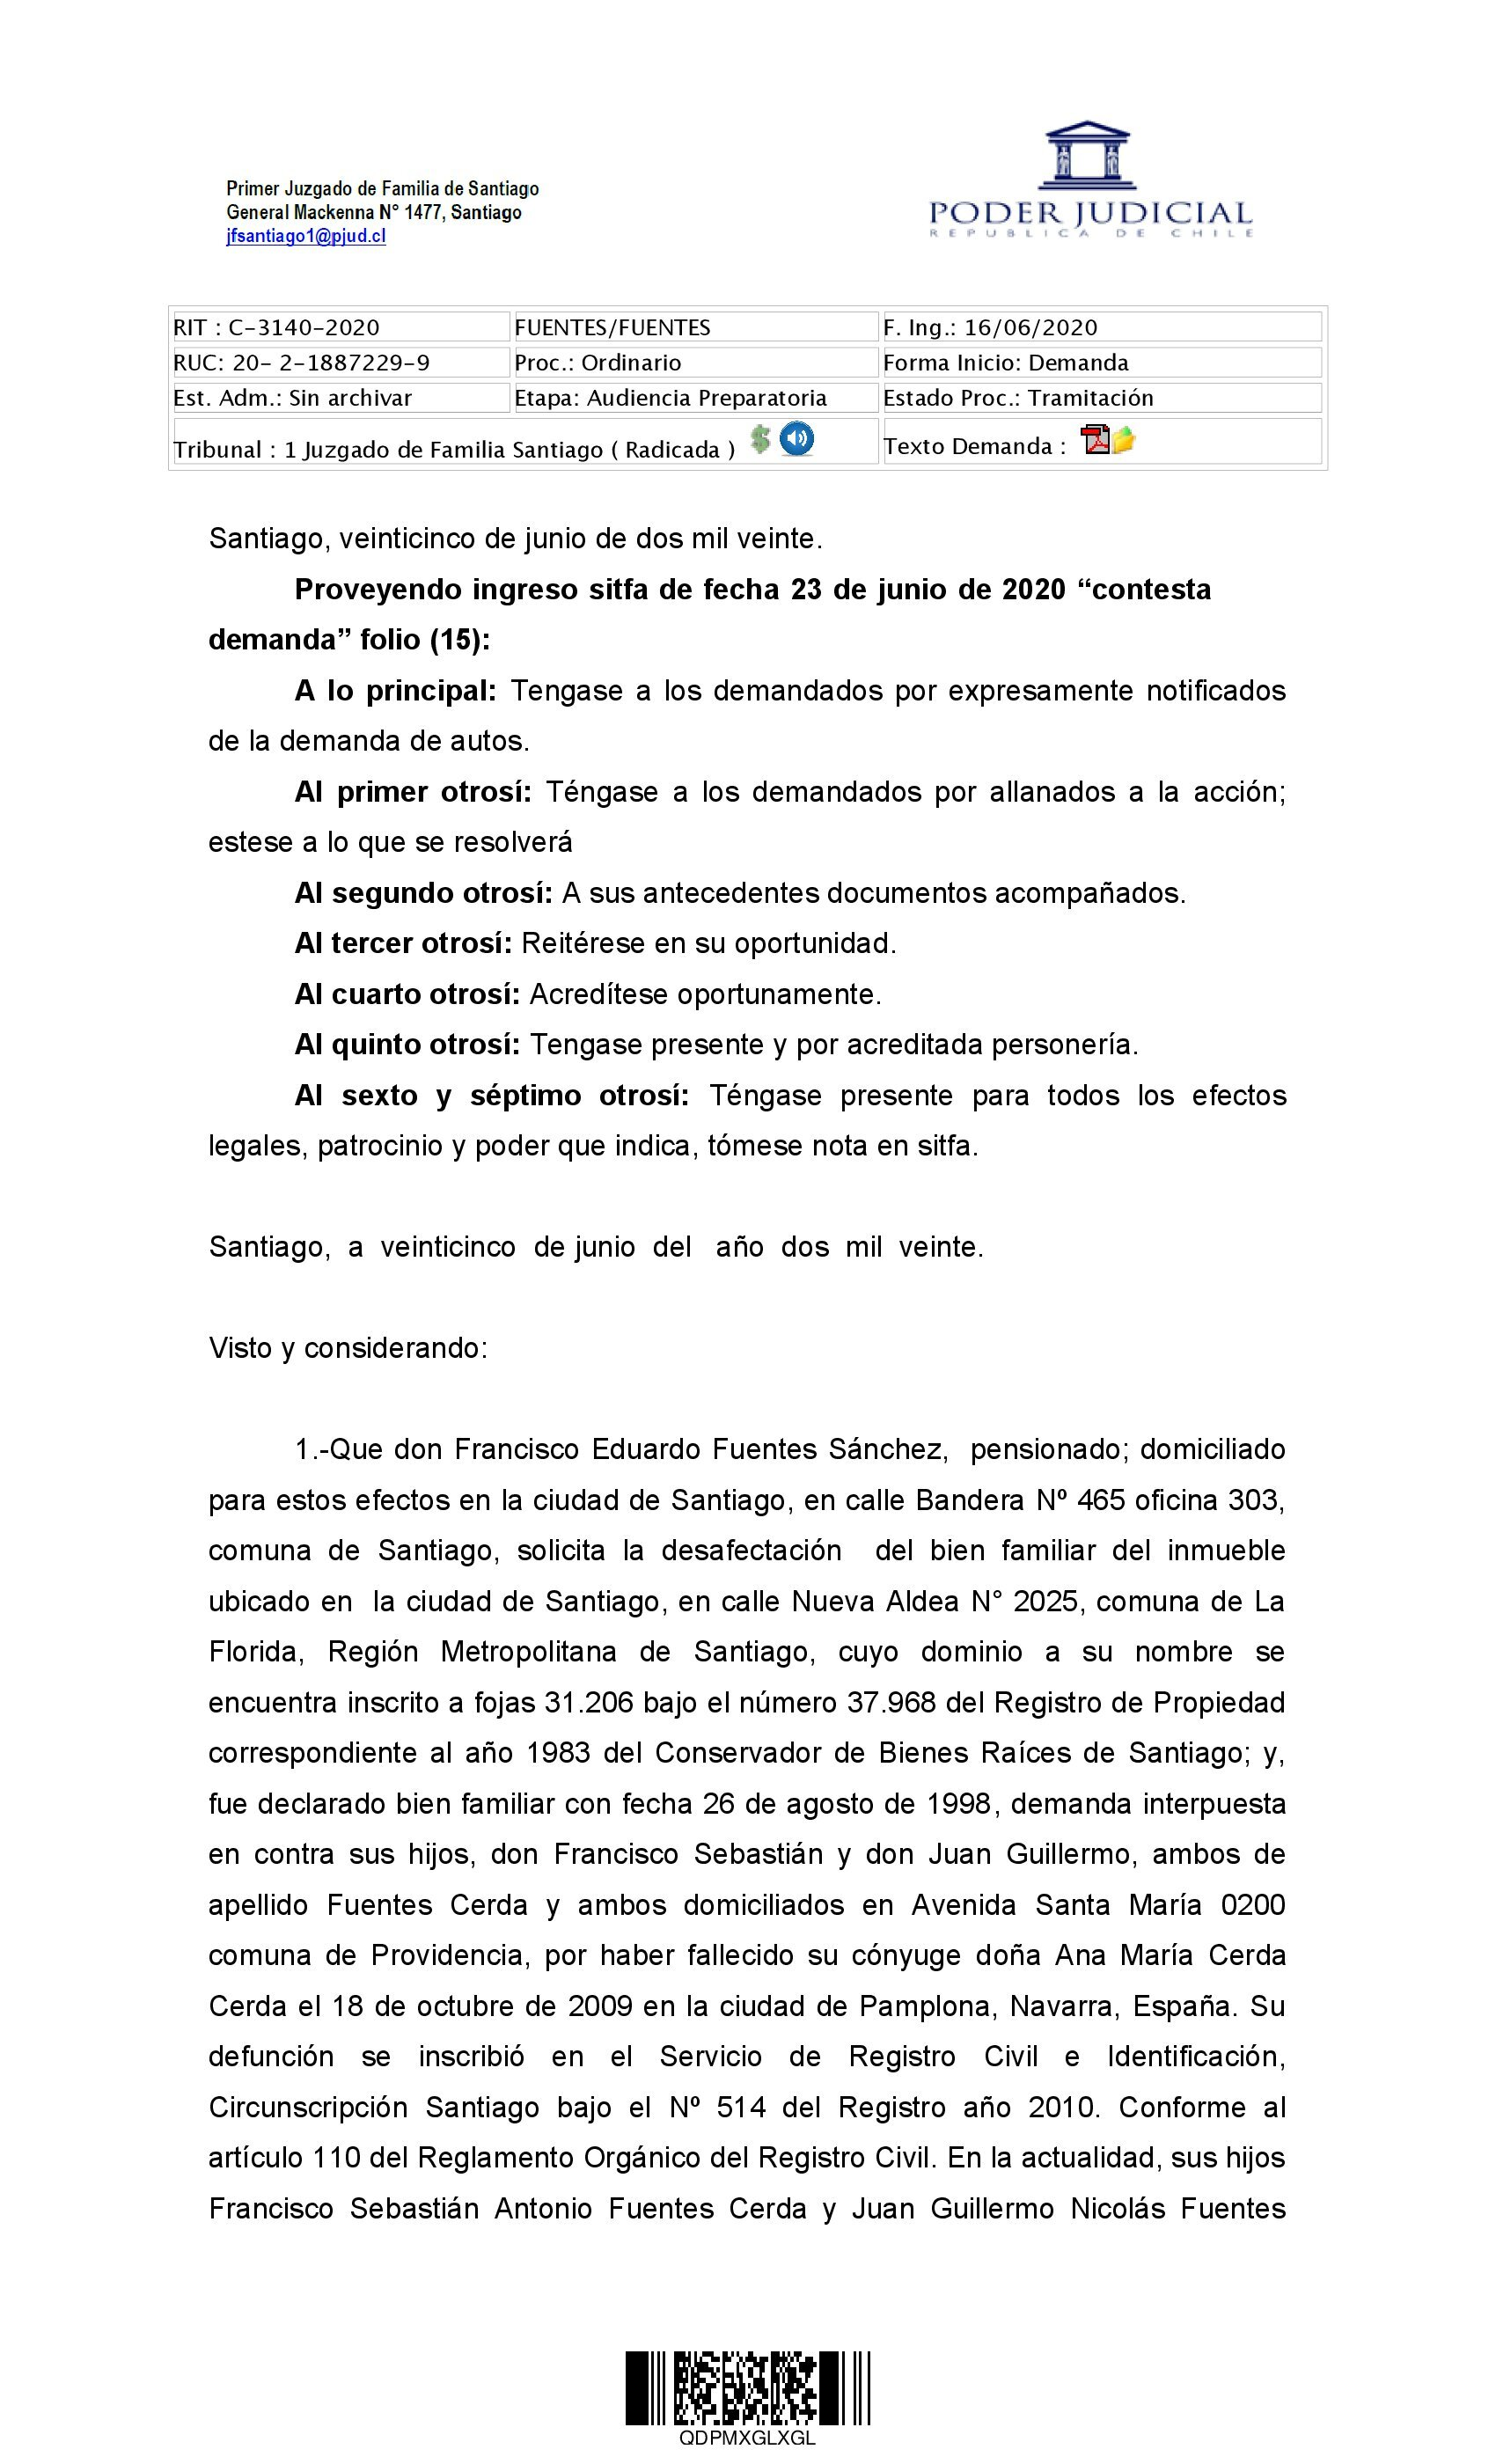 Primer Juzgado de Familia de Santiago
General Mackenna N° 1477, Santiago
jfsantiago1@pjud.cl
PODER JUDICIAL
REPUBLICA DE CHILE
RIT : C-3140-2020 FUENTES/FUENTES F. Ing.: 16/06/2020
RUC: 20- 2-1887229-9 Proc.: Ordinario Forma Inicio: Demanda
Est. Adm.: Sin archivar Etapa: Audiencia Preparatoria Estado Proc.: Tramitación
Tribunal : 1 Juzgado de Familia Santiago ( Radicada ) Texto Demanda :
Santiago, veinticinco de junio de dos mil veinte.
Proveyendo ingreso sitfa de fecha 23 de junio de 2020 “contesta
demanda” folio (15):
A lo principal: Tengase a los demandados por expresamente notificados
de la demanda de autos.
Al primer otrosí: Téngase a los demandados por allanados a la acción;
estese a lo que se resolverá
Al segundo otrosí: A sus antecedentes documentos acompañados.
Al tercer otrosí: Reitérese en su oportunidad.
Al cuarto otrosí: Acredítese oportunamente.
Al quinto otrosí: Tengase presente y por acreditada personería.
Al sexto y séptimo otrosí: Téngase presente para todos los efectos
legales, patrocinio y poder que indica, tómese nota en sitfa.
Santiago, a veinticinco de junio del año dos mil veinte.
Visto y considerando:
1.-Que don Francisco Eduardo Fuentes Sánchez, pensionado; domiciliado
para estos efectos en la ciudad de Santiago, en calle Bandera Nº 465 oficina 303,
comuna de Santiago, solicita la desafectación del bien familiar del inmueble
ubicado en la ciudad de Santiago, en calle Nueva Aldea N° 2025, comuna de La
Florida, Región Metropolitana de Santiago, cuyo dominio a su nombre se
encuentra inscrito a fojas 31.206 bajo el número 37.968 del Registro de Propiedad
correspondiente al año 1983 del Conservador de Bienes Raíces de Santiago; y,
fue declarado bien familiar con fecha 26 de agosto de 1998, demanda interpuesta
en contra sus hijos, don Francisco Sebastián y don Juan Guillermo, ambos de
apellido Fuentes Cerda y ambos domiciliados en Avenida Santa María 0200
comuna de Providencia, por haber fallecido su cónyuge doña Ana María Cerda
Cerda el 18 de octubre de 2009 en la ciudad de Pamplona, Navarra, España. Su
defunción se inscribió en el Servicio de Registro Civil e Identificación,
Circunscripción Santiago bajo el Nº 514 del Registro año 2010. Conforme al
artículo 110 del Reglamento Orgánico del Registro Civil. En la actualidad, sus hijos
Francisco Sebastián Antonio Fuentes Cerda y Juan Guillermo Nicolás Fuentes
QDPMXGLXGL